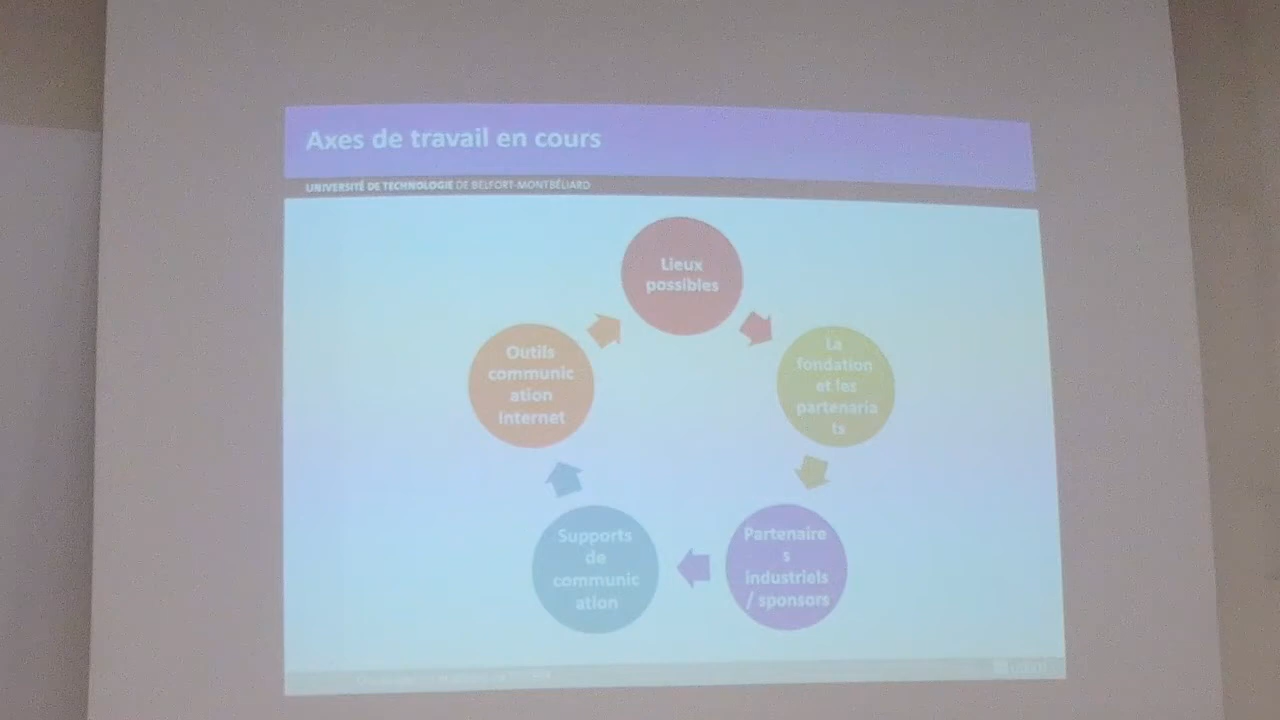 Axes de travail en cours
UNIVERSITÉ DE TECHNOLOGIE DE BELFORT-MONTBÉLIARD
Lieux
possibles
La
fondation
et les
partenaria
ts
Partenaire
s
industriels
/ sponsors
Supports
de
communic
ation
Outils
communic
ation
Internet